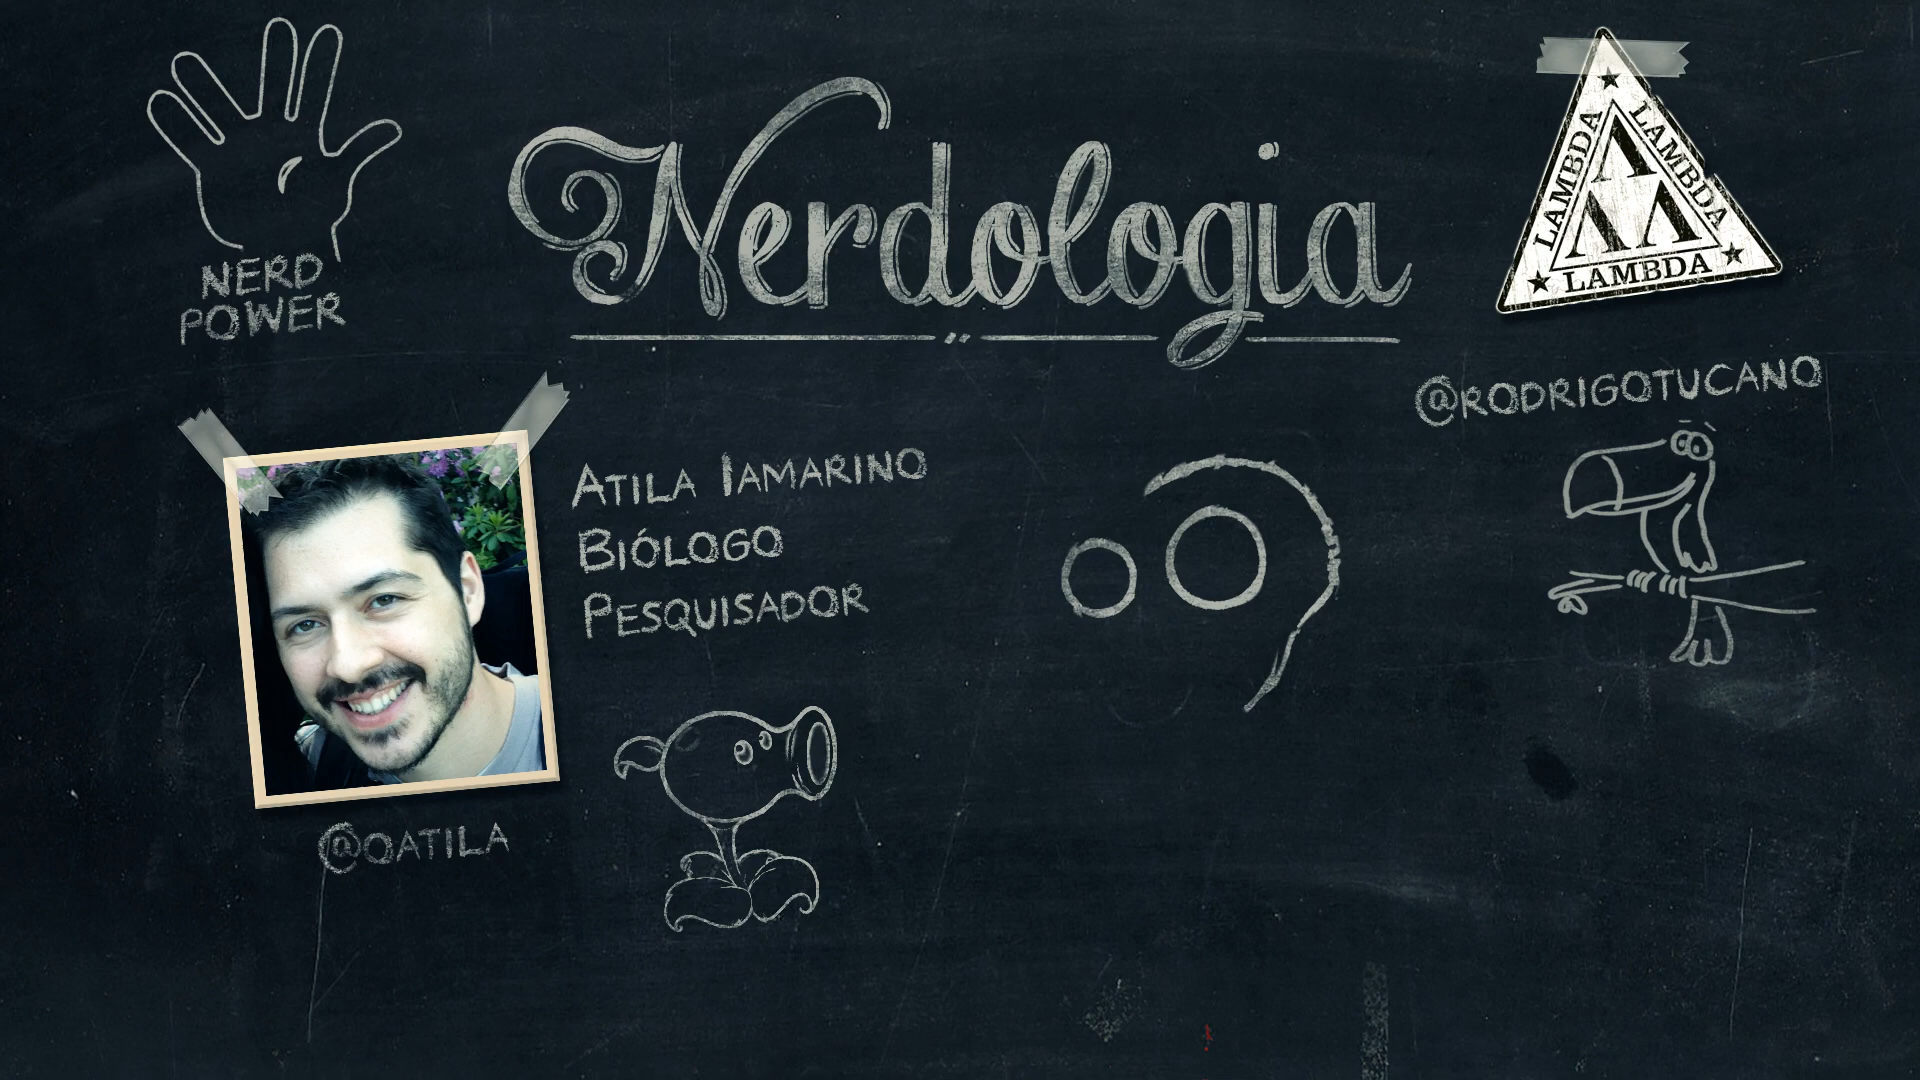 NERD
POWER
Nerdologia
LAMBDA
LAMBDA
LAMBDA
Λ
Λ Λ
@RODRIGOTUCANO
ATILA IAMARINO
BIÓLOGO
PESQUISADOR
@OATILA